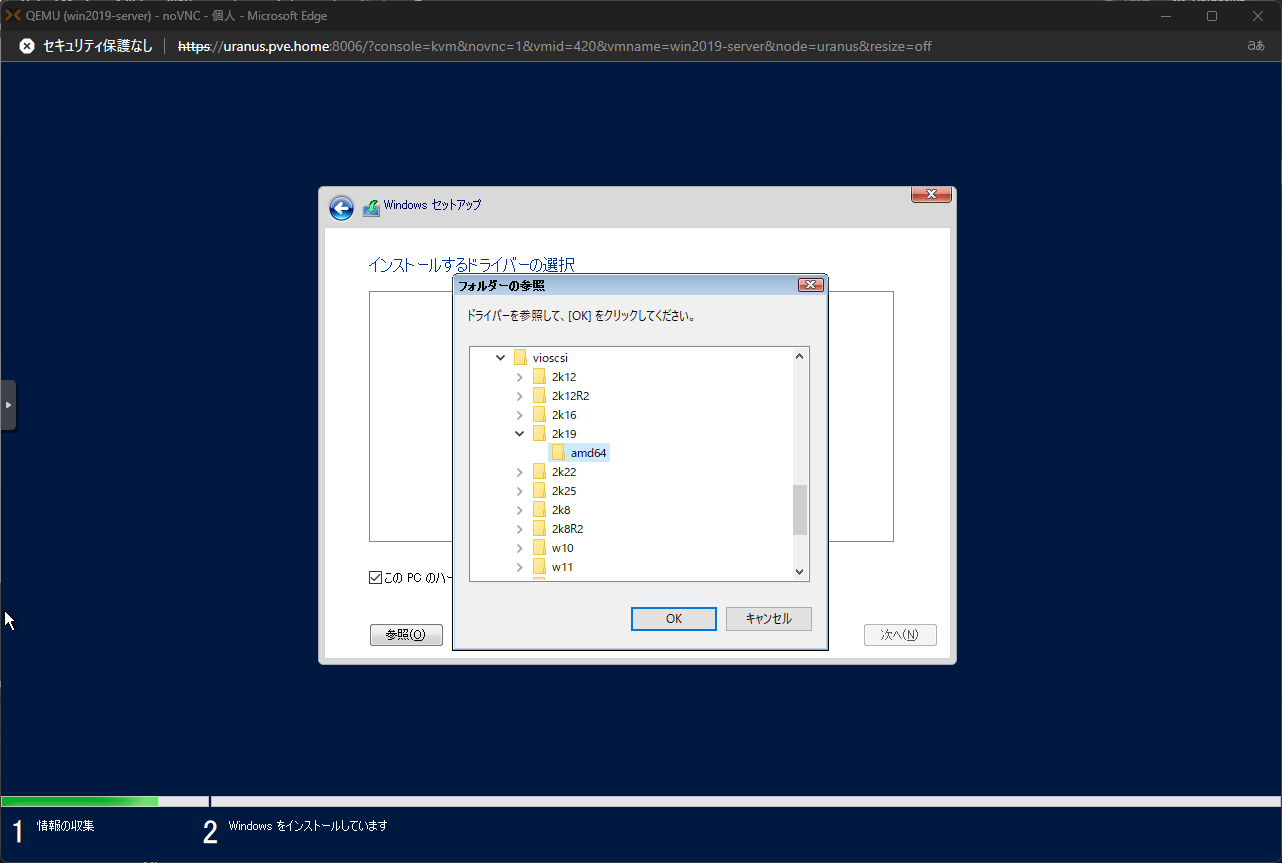 QEMU (win2019-server) - noVNC - 個人 - Microsoft Edge
セキュリティ保護なし https://uranus.pve.home:8006/?console=kvm&novnc=1&vmid=420&vmname=win2019-server&node=uranus&resize=off
aあ
Windows セットアップ
インストールするドライバーの選択
フォルダーの参照
ドライバーを参照して、[OK] をクリックしてください。
vioscsi
2k12
2k12R2
2k16
2k19
amd64
2k22
2k25
2k8
2k8R2
w10
w11
このPC のハー
OK キャンセル
参照(O) 次へ(N)
1 情報の収集
2 Windows をインストールしています